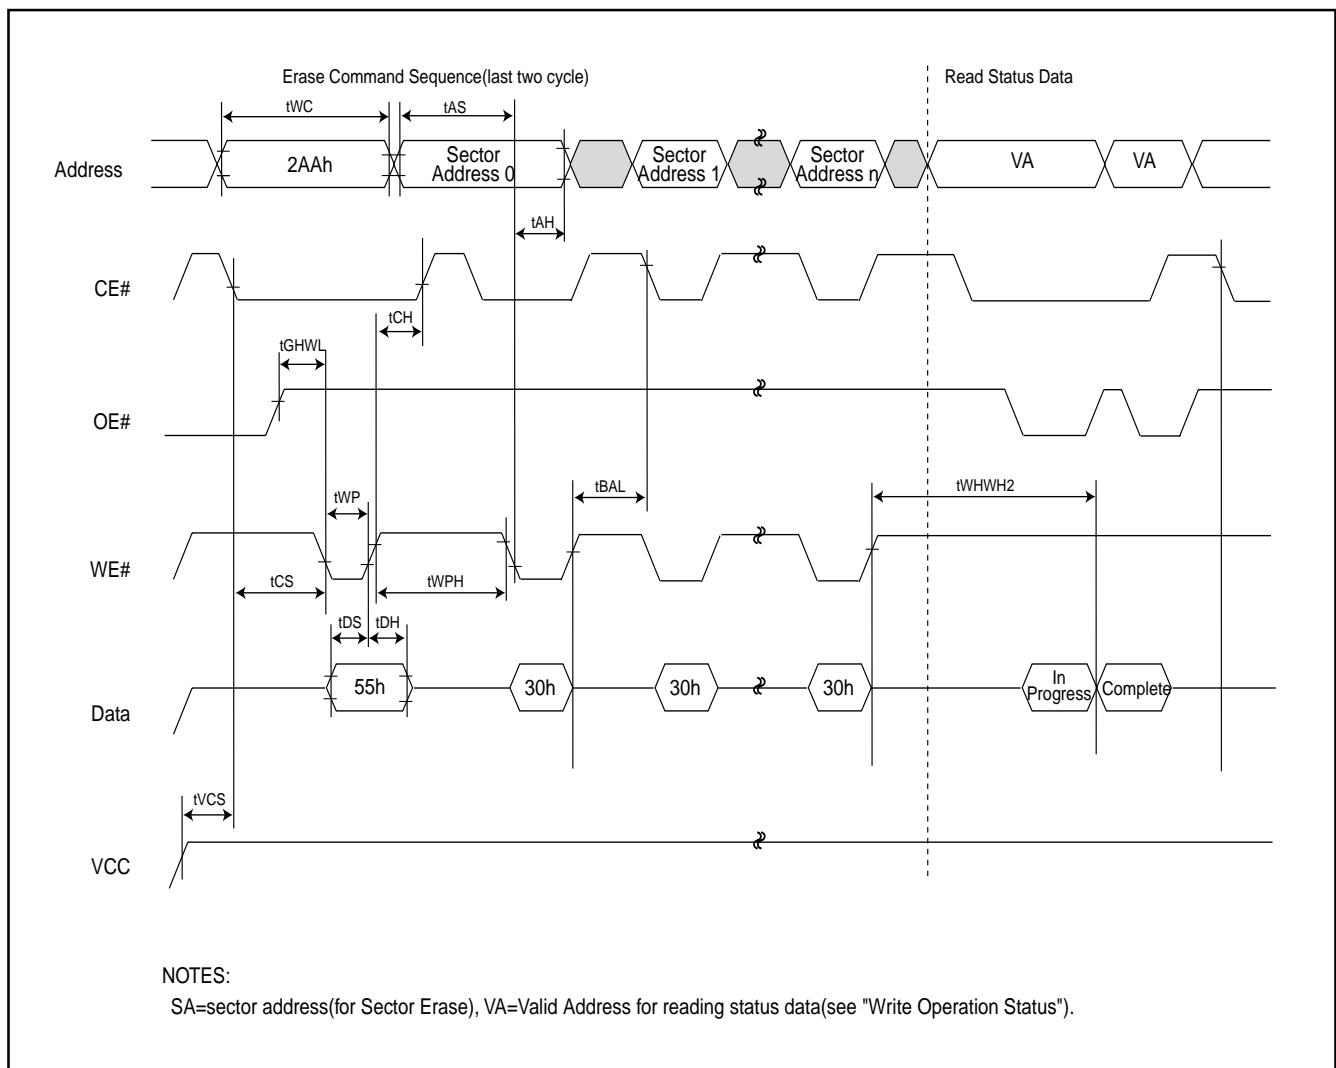 Erase Command Sequence(last two cycle)
Read Status Data
tWC
tAS
Address
2AAh
Sector
Address 0
Sector
Address 1
Sector
Address n
VA
VA
tAH
CE#
tCH
tGHWL
OE#
tWP
tBAL
tWHWH2
WE#
tCS
tWPH
tDS
tDH
Data
55h
30h
30h
30h
In
Progress
Complete
tVCS
VCC
NOTES:
SA=sector address(for Sector Erase), VA=Valid Address for reading status data(see "Write Operation Status").